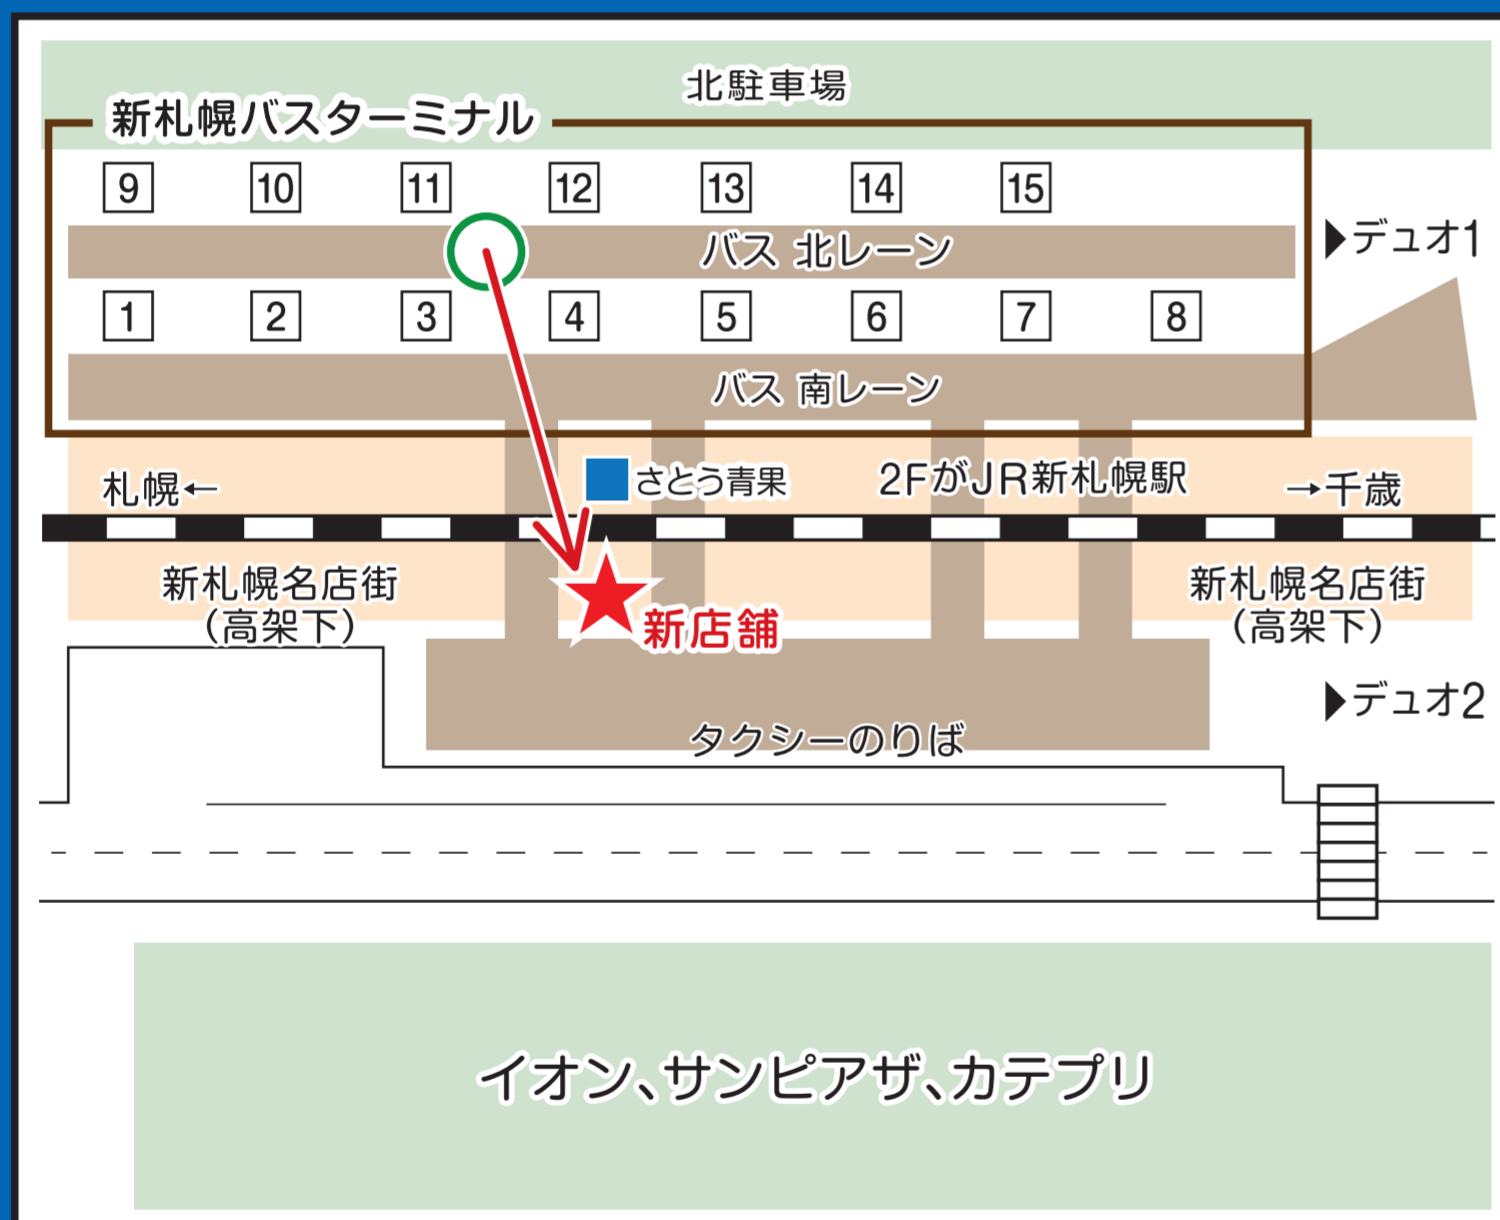 北駐車場
新札幌バスターミナル
9 10 11 12 13 14 15
バス 北レーン
▶デュオ1
1 2 3 4 5 6 7 8
バス 南レーン
札幌←
さとう青果
2FがJR新札幌駅
→千歳
新札幌名店街
(高架下)
新店舗
新札幌名店街
(高架下)
▶デュオ2
タクシーのりば
イオン、サンピアザ、カテプリ